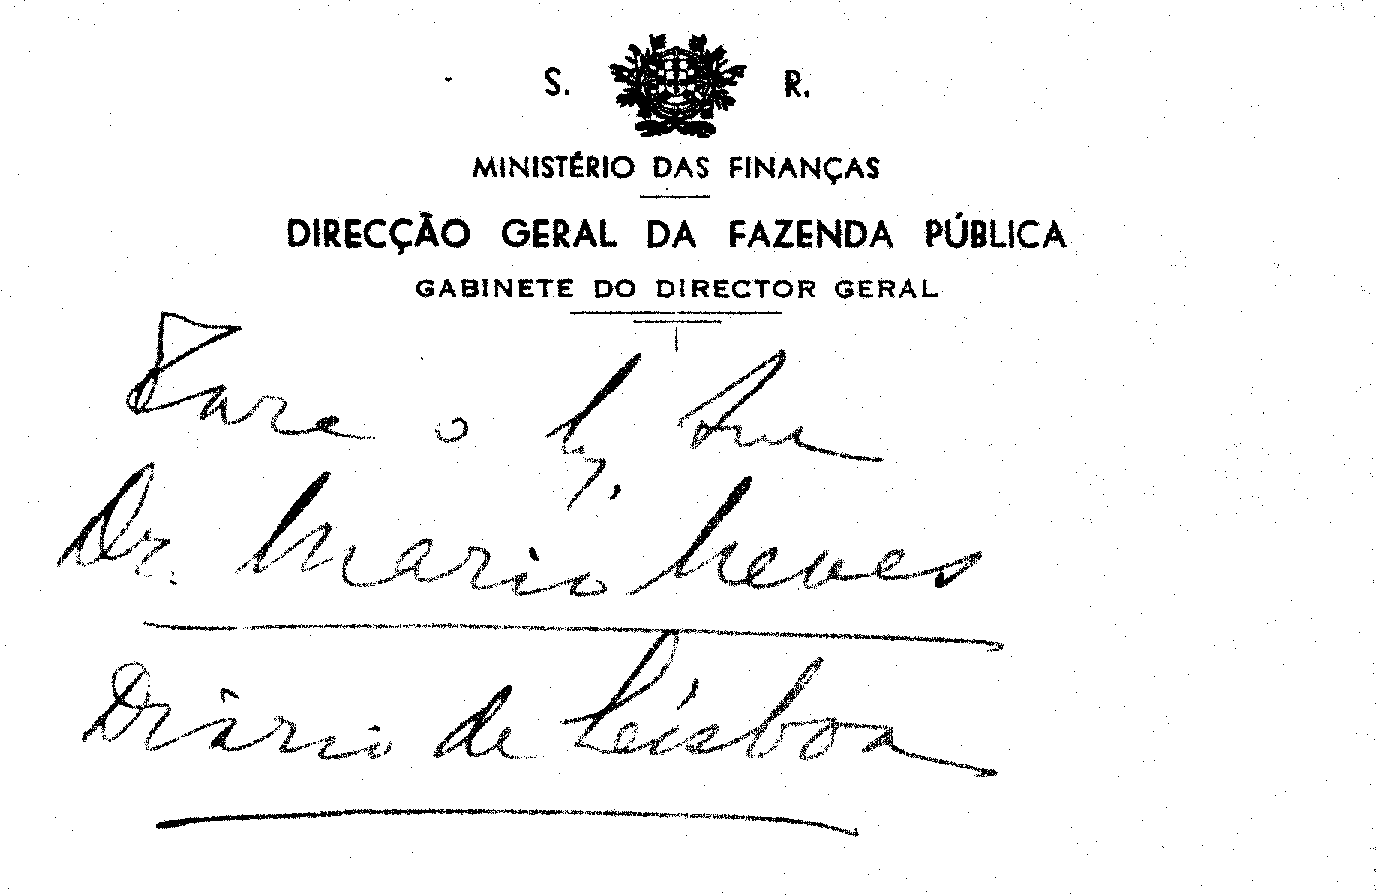 S. R.
MINISTÉRIO DAS FINANÇAS
DIRECÇÃO GERAL DA FAZENDA PÚBLICA
GABINETE DO DIRECTOR GERAL
Para o
Dr. Mário Neves
Diário de Lisboa